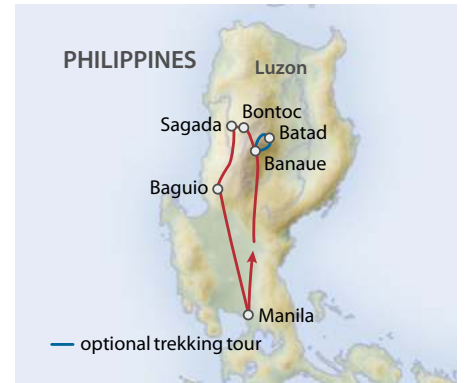 PHILIPPINES
Luzon
Bontoc
Sagada
Batad
Banaue
Baguio
Manila
optional trekking tour